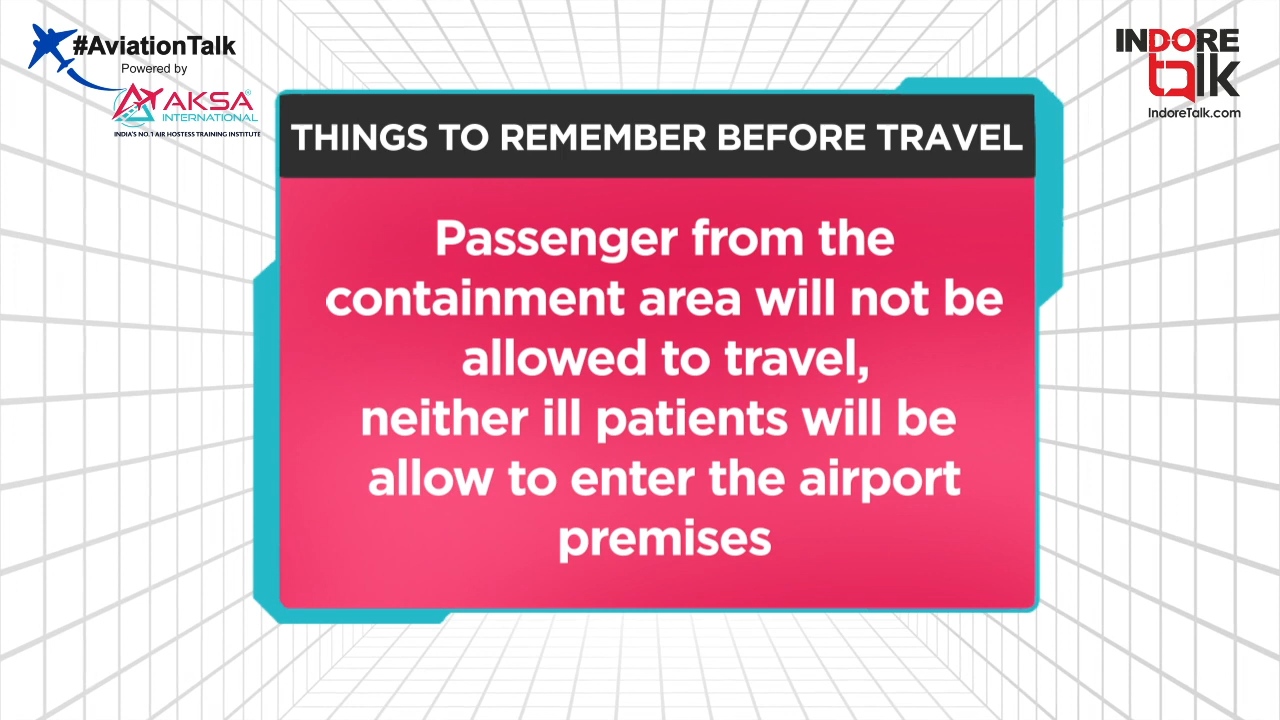 #AviationTalk
Powered by
AKSA
INTERNATIONAL
INDIA'S NO.1 AIR HOSTESS TRAINING INSTITUTE
INDORE
talk
IndoreTalk.com
THINGS TO REMEMBER BEFORE TRAVEL
Passenger from the
containment area will not be
allowed to travel,
neither ill patients will be
allow to enter the airport
premises